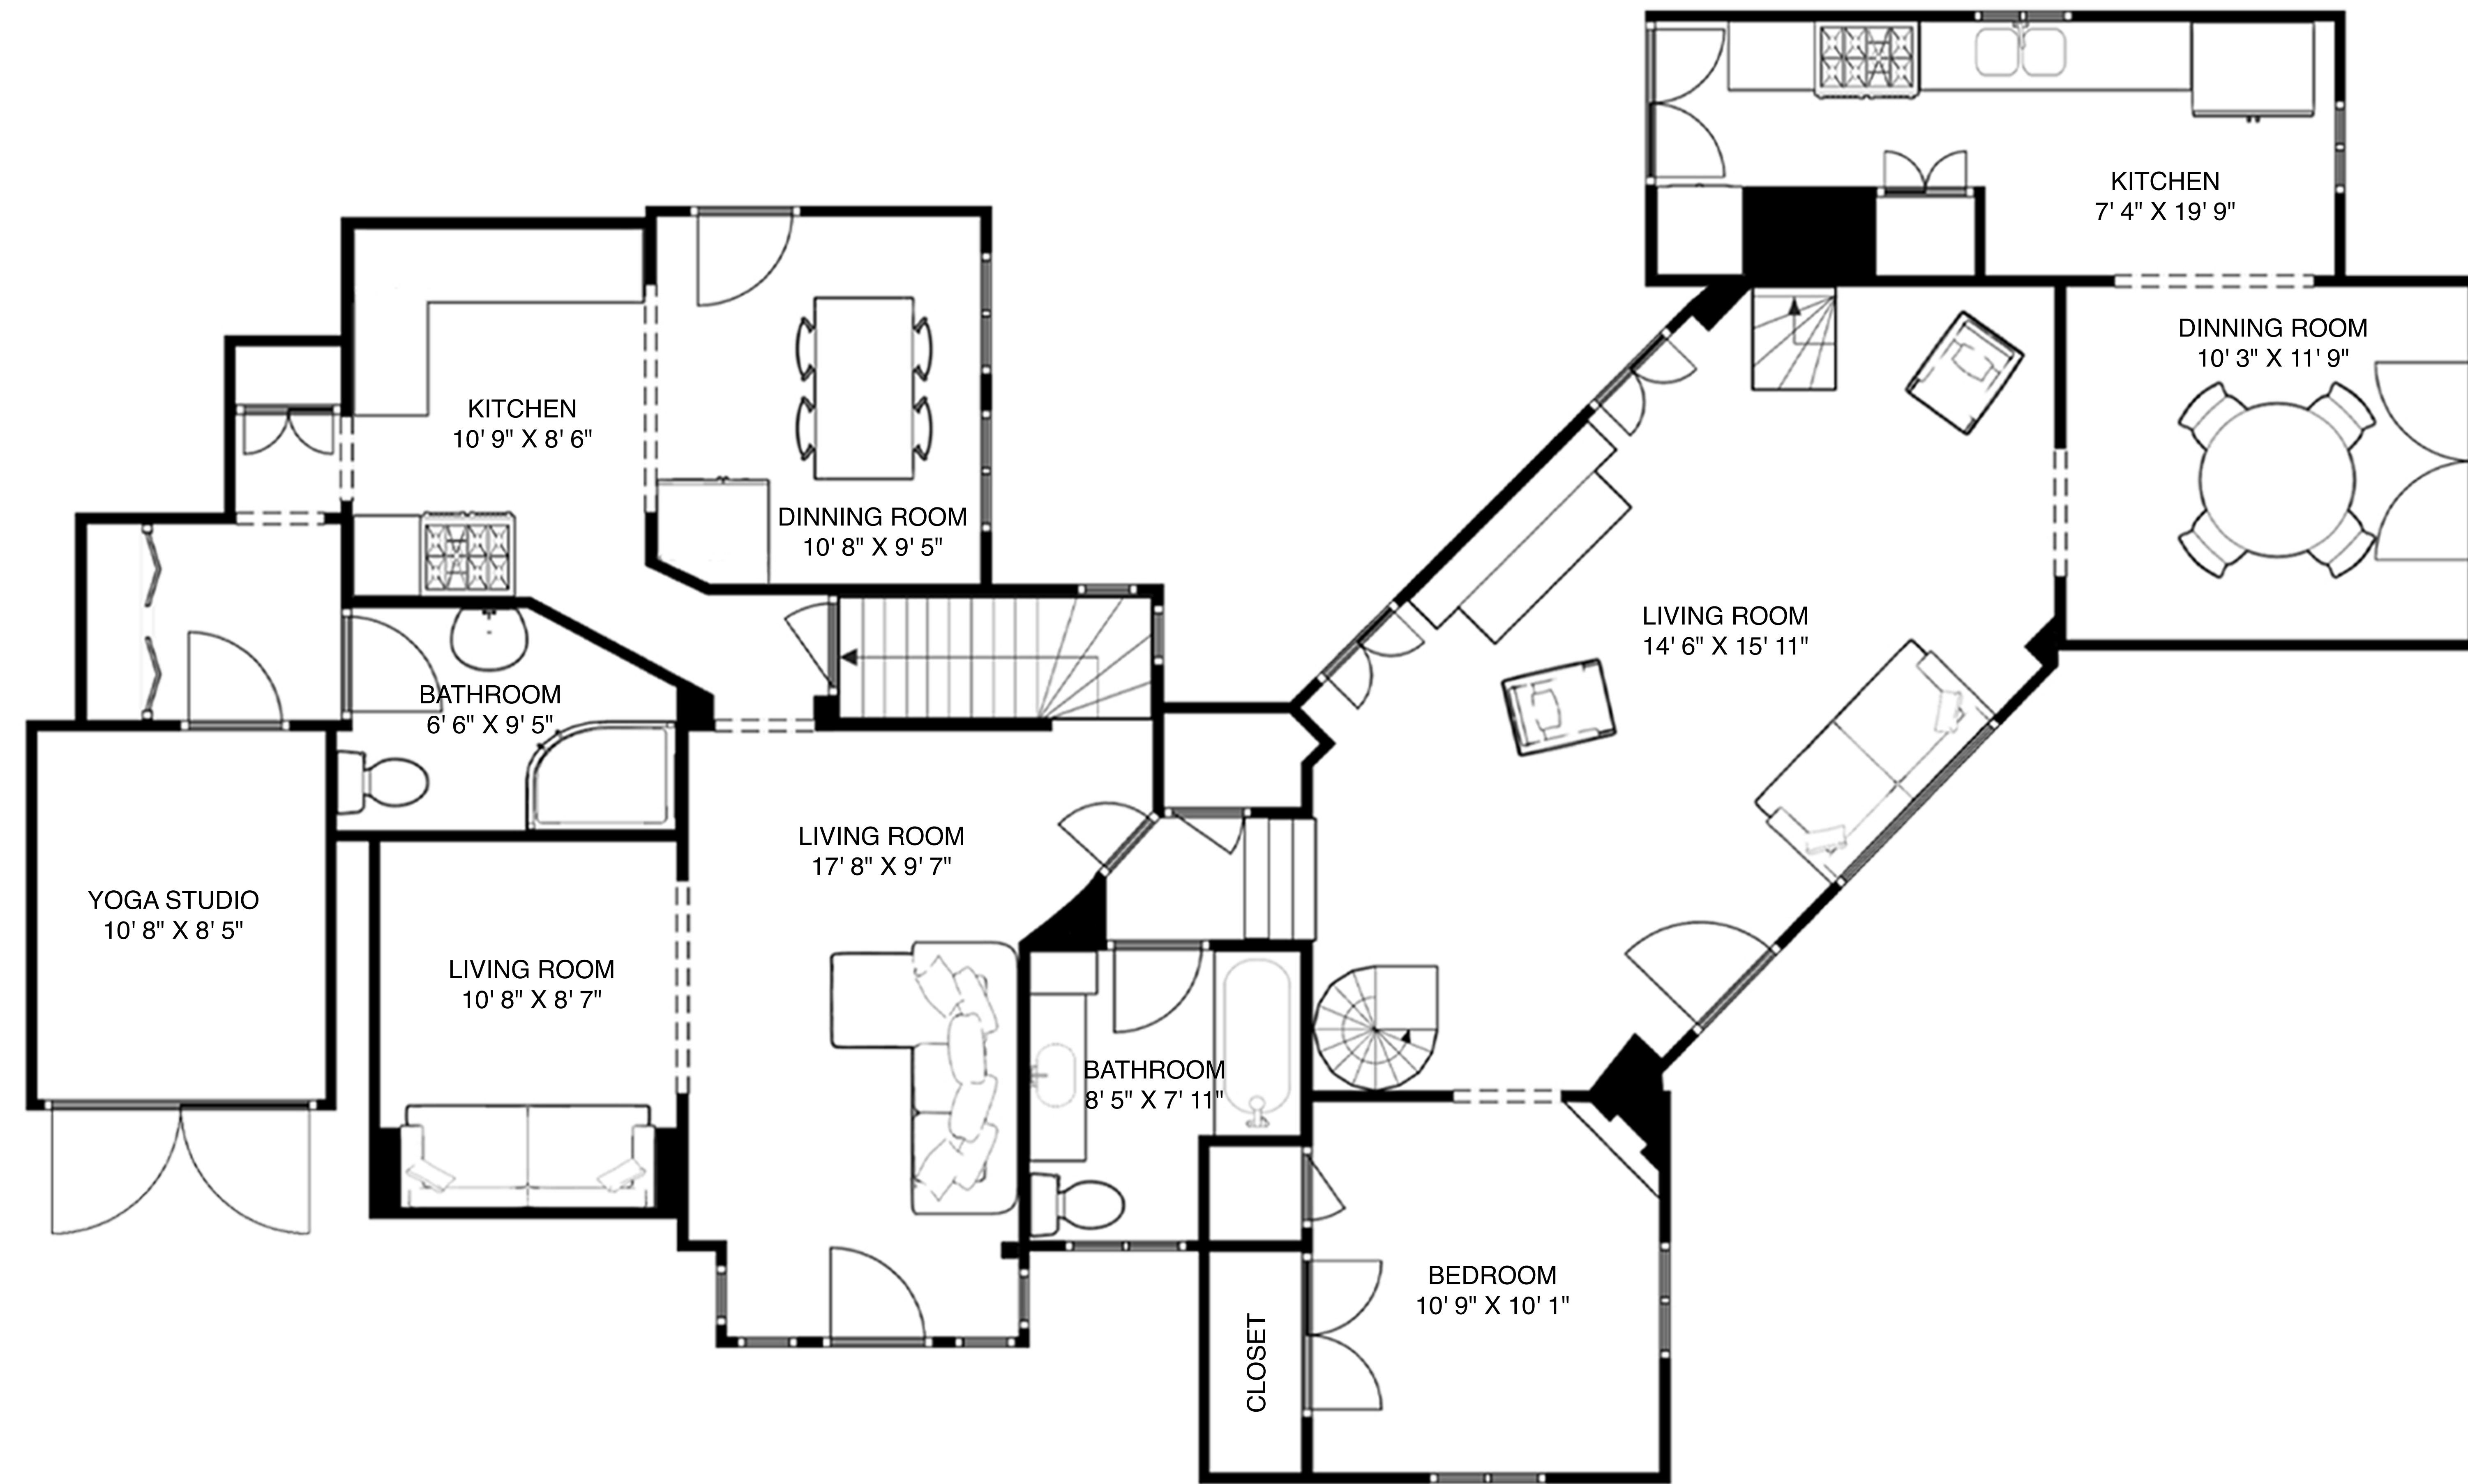 KITCHEN
7' 4" X 19' 9"
DINNING ROOM
10' 3" X 11' 9"
KITCHEN
10' 9" X 8' 6"
DINNING ROOM
10' 8" X 9' 5"
LIVING ROOM
14' 6" X 15' 11"
BATHROOM
6' 6" X 9' 5"
LIVING ROOM
17' 8" X 9' 7"
YOGA STUDIO
10' 8" X 8' 5"
LIVING ROOM
10' 8" X 8' 7"
BATHROOM
8' 5" X 7' 11"
BEDROOM
10' 9" X 10' 1"
CLOSET